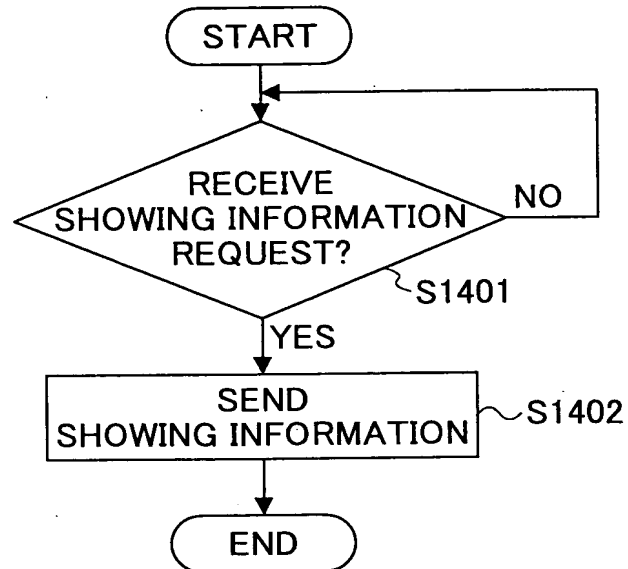 START
RECEIVE
SHOWING INFORMATION
REQUEST?
NO
S1401
YES
SEND
SHOWING INFORMATION
S1402
END